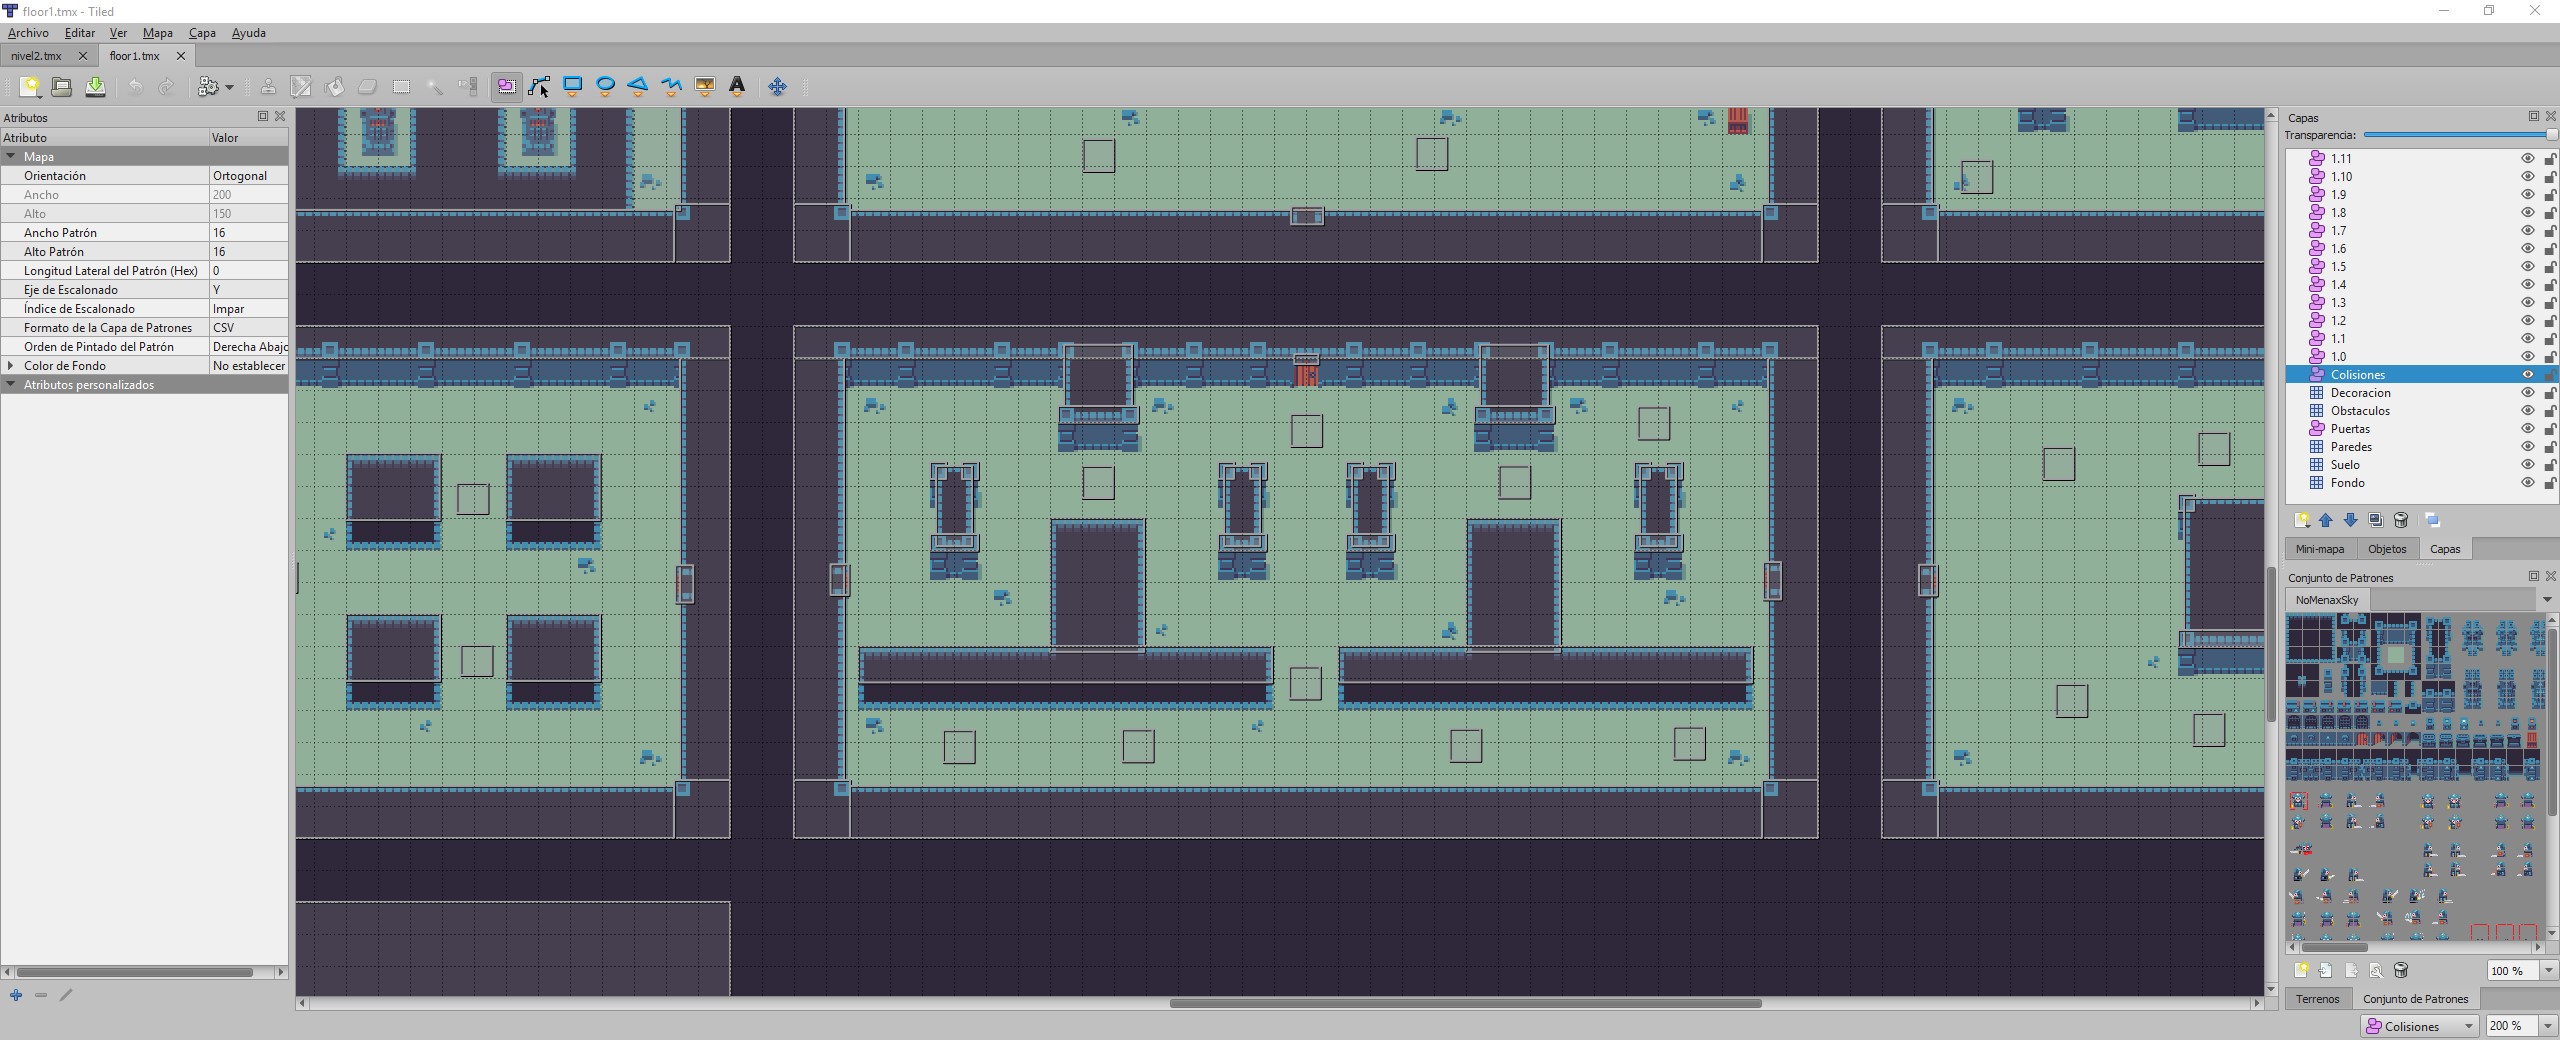 floor1.tmx - Tiled
Archivo Editar Ver Mapa Capa Ayuda
nivel2.tmx floor1.tmx
Atributos
Atributo Valor
Mapa
Orientación Ortogonal
Ancho 200
Alto 150
Ancho Patrón 16
Alto Patrón 16
Longitud Lateral del Patrón (Hex) 0
Eje de Escalonado Y
Índice de Escalonado Impar
Formato de la Capa de Patrones CSV
Orden de Pintado del Patrón Derecha Abajo
Color de Fondo No establecer
Atributos personalizados
Capas
Transparencia:
1.11
1.10
1.9
1.8
1.7
1.6
1.5
1.4
1.3
1.2
1.1
1.0
Colisiones
Decoracion
Obstaculos
Puertas
Paredes
Suelo
Fondo
Mini-mapa Objetos Capas
Conjunto de Patrones
NoMenaxSky
100 %
Terrenos Conjunto de Patrones
Colisiones 200 %